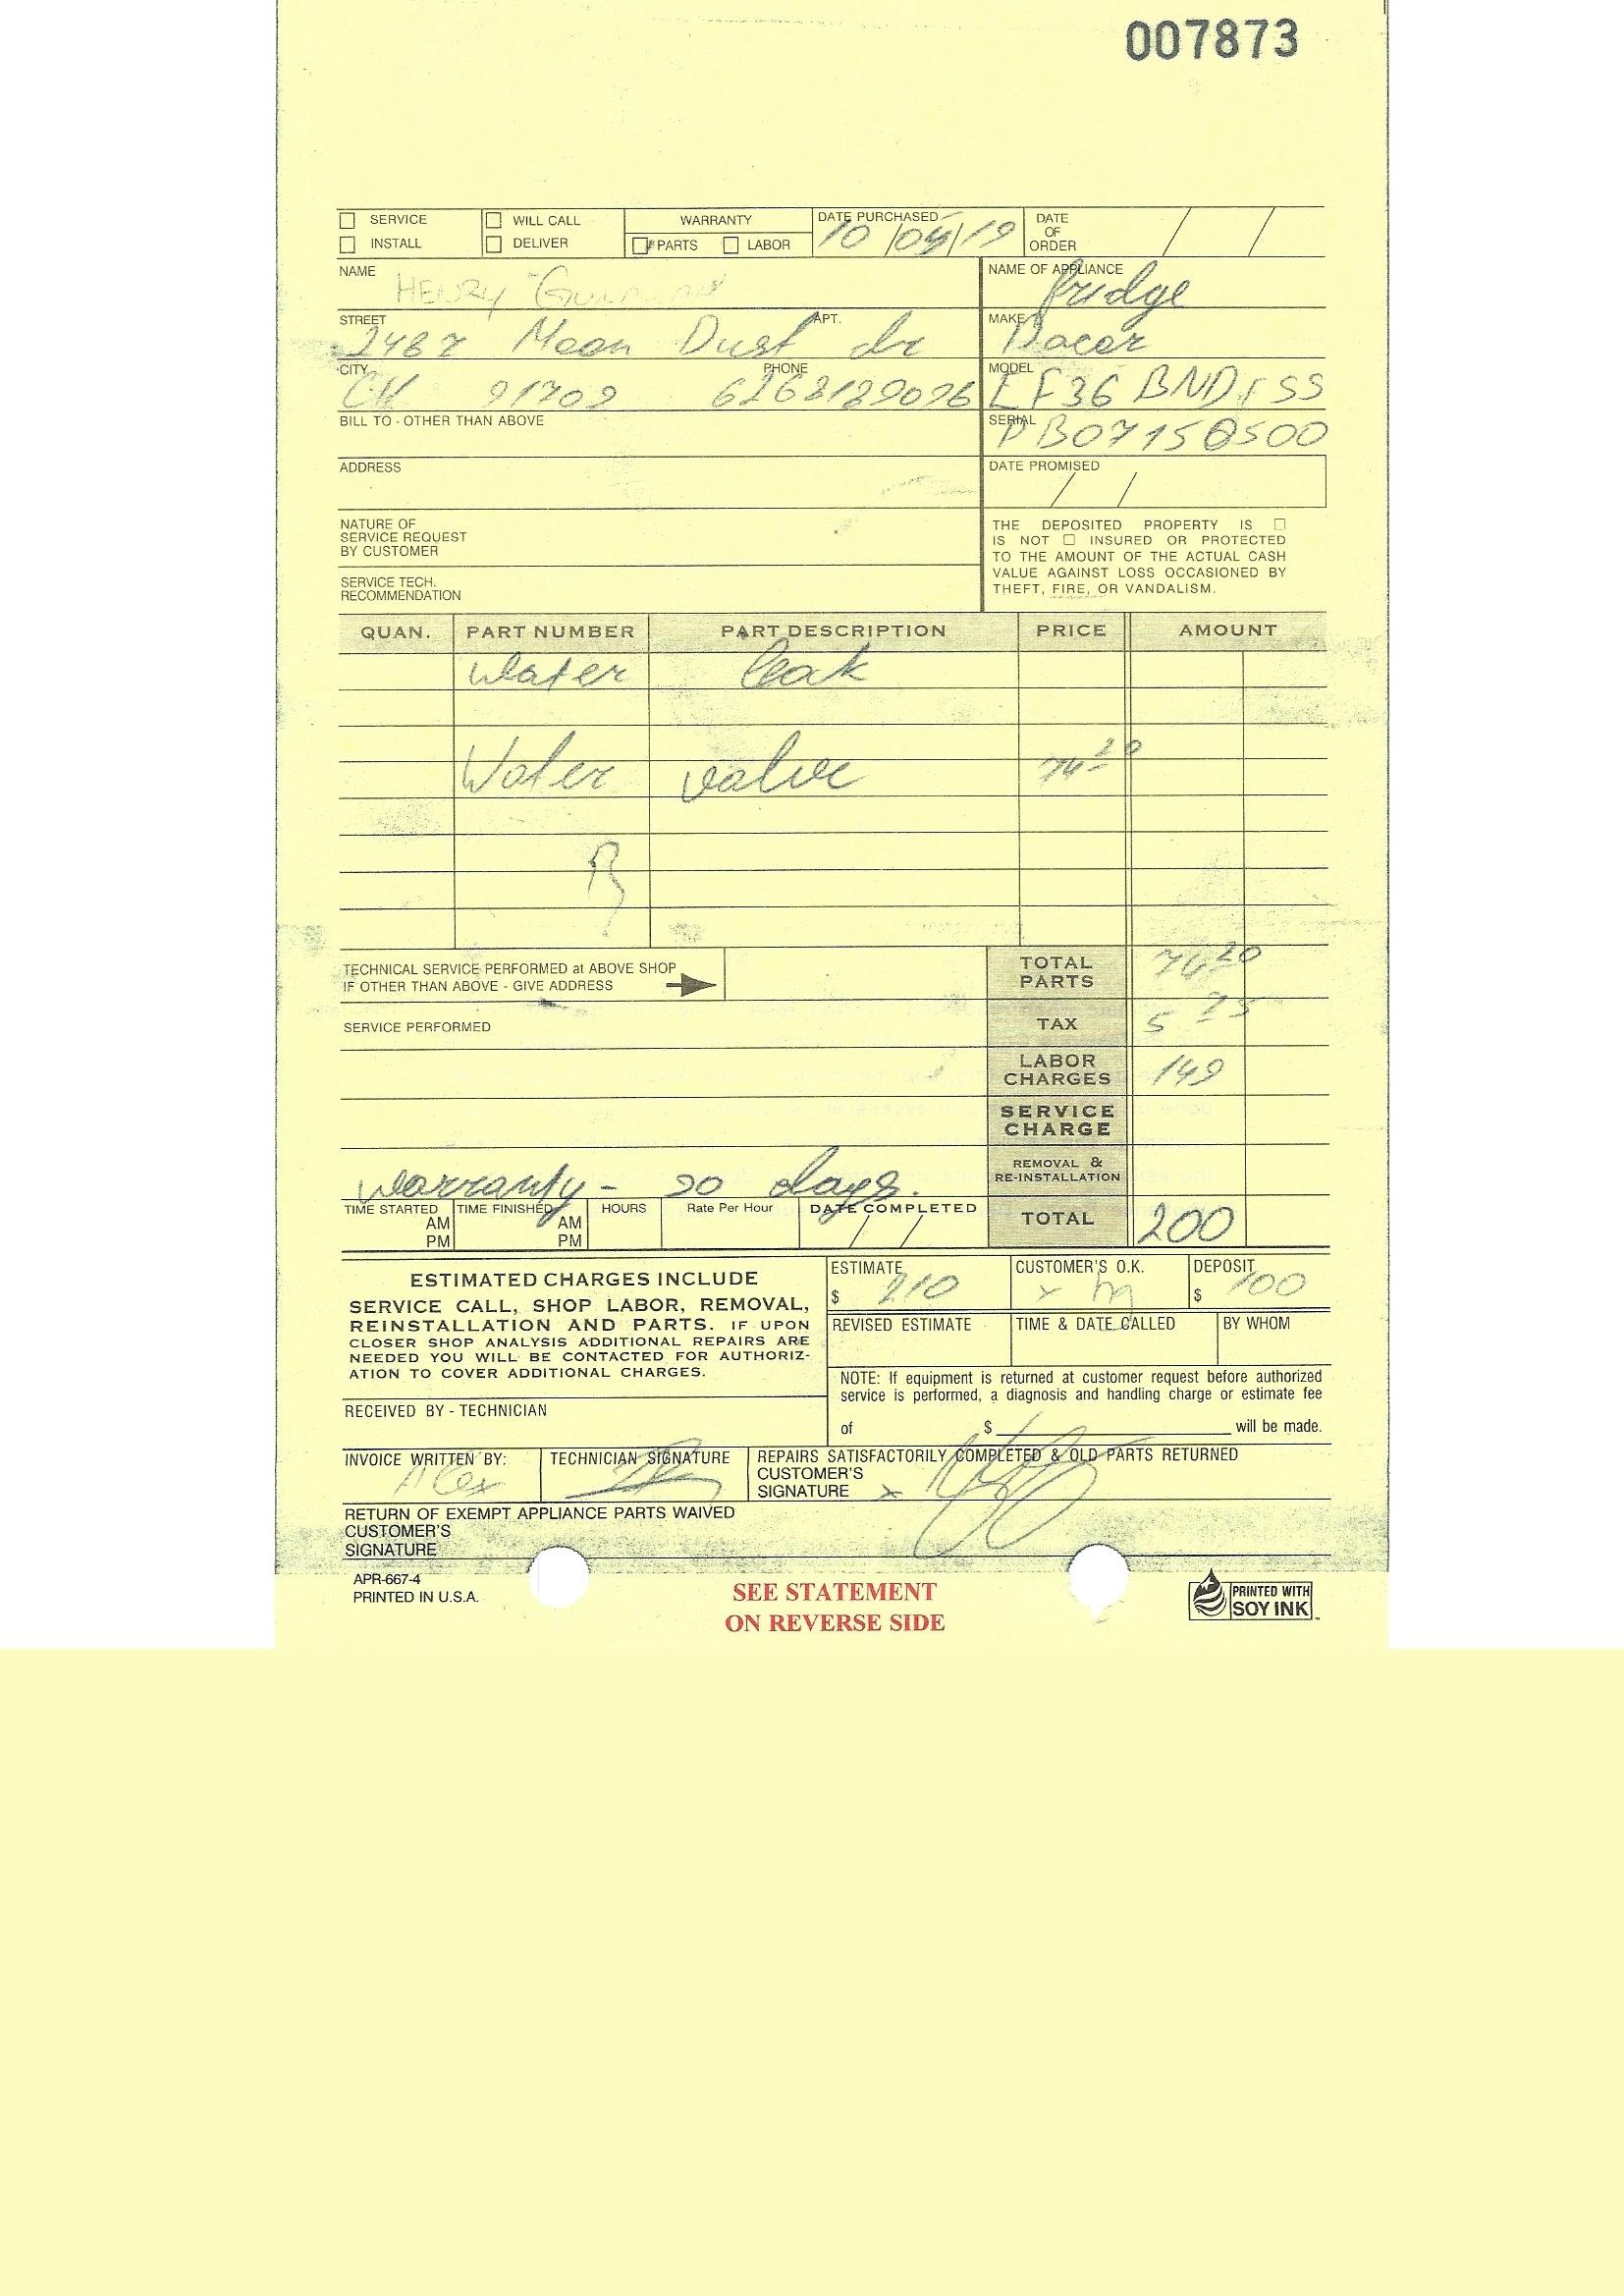 007873
SERVICE WILL CALL WARRANTY DATE PURCHASED 10/04/19 DATE OF ORDER / /
INSTALL DELIVER PARTS LABOR
NAME HENRY NAME OF APPLIANCE fridge
STREET Moon Dust dr APT. MAKE Dacor
CITY CH 91709 PHONE 6268189096 MODEL EF36 BND SS
BILL TO - OTHER THAN ABOVE SERIAL
ADDRESS DATE PROMISED / /
NATURE OF
SERVICE REQUEST
BY CUSTOMER
SERVICE TECH.
RECOMMENDATION
THE DEPOSITED PROPERTY IS
IS NOT INSURED OR PROTECTED
TO THE AMOUNT OF THE ACTUAL CASH
VALUE AGAINST LOSS OCCASIONED BY
THEFT, FIRE, OR VANDALISM.
QUAN. PART NUMBER PART DESCRIPTION PRICE AMOUNT
Water leak
Water valve 74 20
TECHNICAL SERVICE PERFORMED at ABOVE SHOP
IF OTHER THAN ABOVE - GIVE ADDRESS
TOTAL PARTS 74 20
SERVICE PERFORMED TAX 5 75
LABOR CHARGES 149
SERVICE CHARGE
REMOVAL & RE-INSTALLATION
warranty - 90 days.
TIME STARTED AM PM TIME FINISHED AM PM HOURS Rate Per Hour DATE COMPLETED / / TOTAL 200
ESTIMATED CHARGES INCLUDE
SERVICE CALL, SHOP LABOR, REMOVAL,
REINSTALLATION AND PARTS. IF UPON
CLOSER SHOP ANALYSIS ADDITIONAL REPAIRS ARE
NEEDED YOU WILL BE CONTACTED FOR AUTHORIZ-
ATION TO COVER ADDITIONAL CHARGES.
ESTIMATE $ 210 CUSTOMER'S O.K. x DEPOSIT $ 100
REVISED ESTIMATE TIME & DATE CALLED BY WHOM
NOTE: If equipment is returned at customer request before authorized
service is performed, a diagnosis and handling charge or estimate fee
of $ will be made.
RECEIVED BY - TECHNICIAN
INVOICE WRITTEN BY: Alex TECHNICIAN SIGNATURE REPAIRS SATISFACTORILY COMPLETED & OLD PARTS RETURNED
CUSTOMER'S
SIGNATURE x
RETURN OF EXEMPT APPLIANCE PARTS WAIVED
CUSTOMER'S
SIGNATURE
APR-667-4
PRINTED IN U.S.A.
SEE STATEMENT
ON REVERSE SIDE
PRINTED WITH
SOY INK